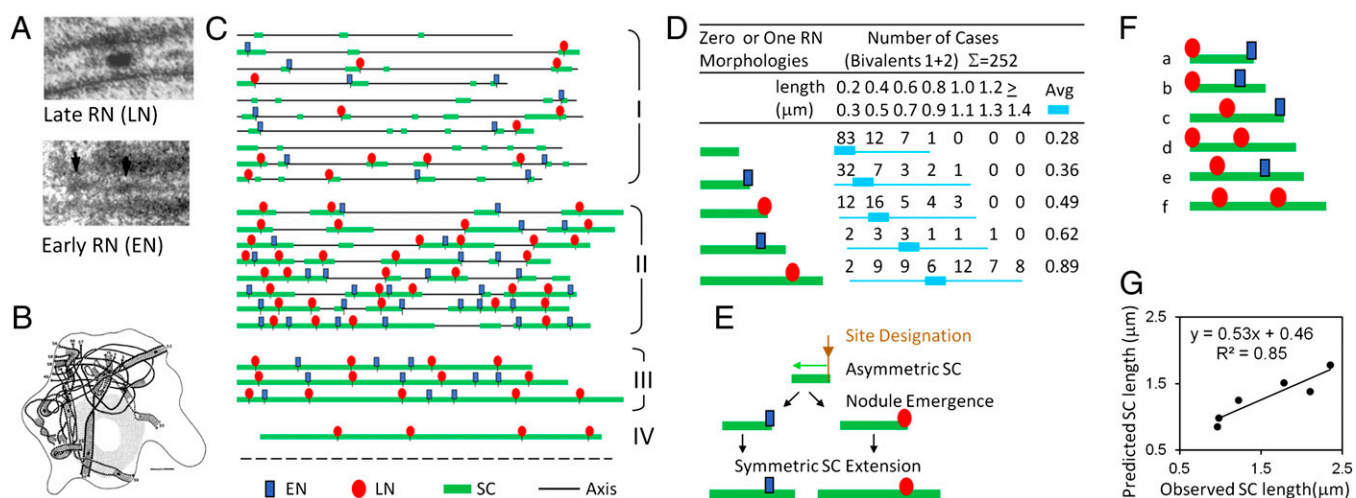 A
Late RN (LN)
Early RN (EN)
B
C
I
II
III
IV
EN LN SC Axis
D
Zero or One RN Number of Cases
Morphologies (Bivalents 1+2) Σ=252
length 0.2 0.4 0.6 0.8 1.0 1.2 ≥ Avg
(μm) 0.3 0.5 0.7 0.9 1.1 1.3 1.4
83 12 7 1 0 0 0 0.28
32 7 3 2 1 0 0 0.36
12 16 5 4 3 0 0 0.49
2 3 3 1 1 1 0 0.62
2 9 9 6 12 7 8 0.89
E
Site Designation
Asymmetric SC
Nodule Emergence
Symmetric SC Extension
F
a
b
c
d
e
f
G
Predicted SC length (μm)
2.5
1.5
0.5
y = 0.53x + 0.46
R² = 0.85
0.5 1.5 2.5
Observed SC length(μm)